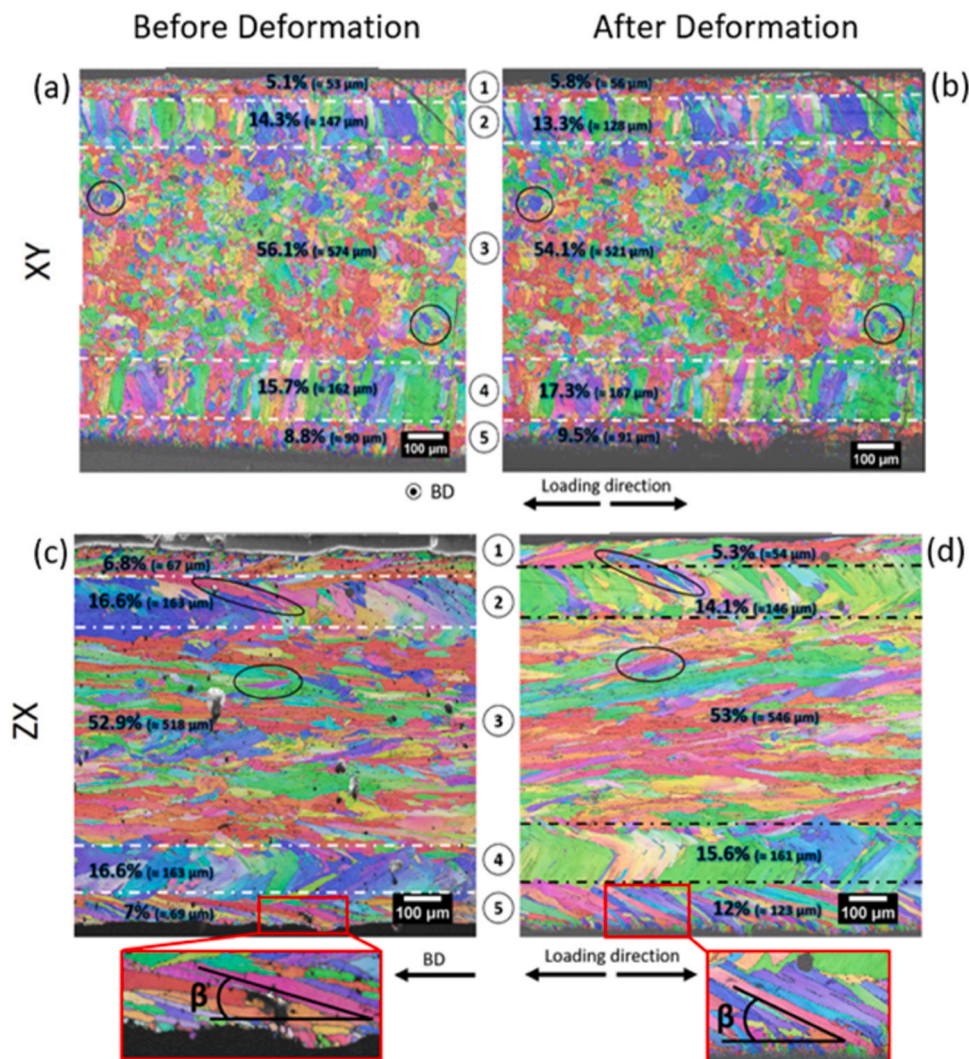 Before Deformation
After Deformation
(a)
5.1% (≈ 53 µm)
14.3% (≈ 147 µm)
56.1% (≈ 574 µm)
15.7% (≈ 162 µm)
8.8% (≈ 90 µm)
100 µm
1
2
3
4
5
(b)
5.8% (≈ 56 µm)
13.3% (≈ 128 µm)
54.1% (≈ 521 µm)
17.3% (≈ 167 µm)
9.5% (≈ 91 µm)
100 µm
XY
BD
Loading direction
(c)
6.8% (≈ 67 µm)
16.6% (≈ 163 µm)
52.9% (≈ 518 µm)
16.6% (≈ 163 µm)
7% (≈ 69 µm)
100 µm
1
2
3
4
5
(d)
5.3% (≈54 µm)
14.1% (≈146 µm)
53% (≈546 µm)
15.6% (≈ 161 µm)
12% (≈ 123 µm)
100 µm
ZX
BD
Loading direction
β
β